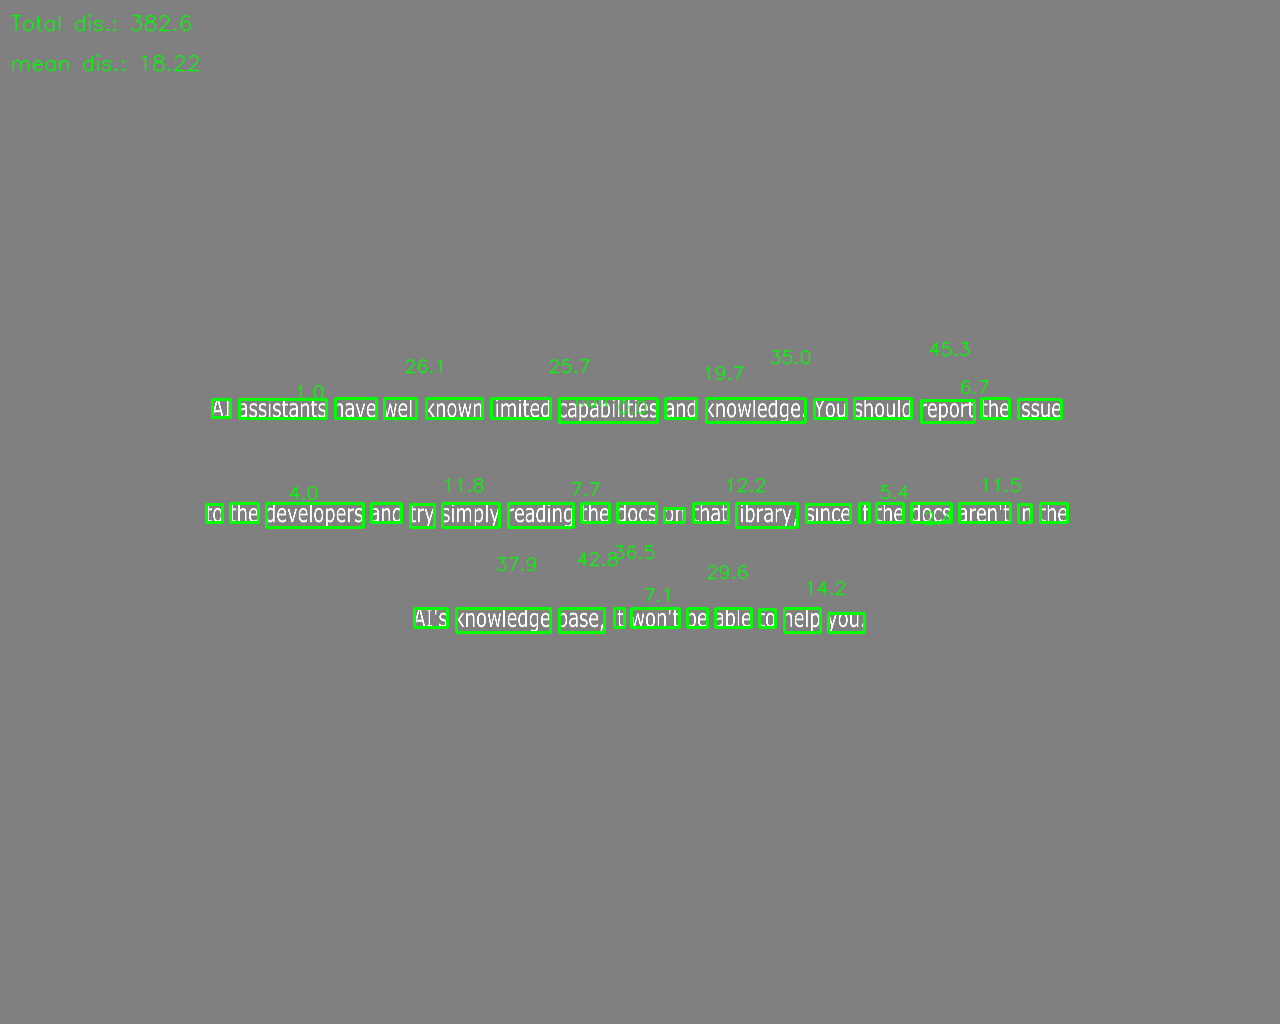 Total dis.: 382.6
mean dis.: 18.22
45.3
35.0
26.1 25.7 19.7
1.0 6.7
AI assistants have well known limited capabilities and knowledge. You should report the issue
4.0 11.8 7.7 12.2 5.4 11.5
to the developers and try simply reading the docs on that library, since it the docs aren't in the
37.9 42.8 36.5 29.6
7.1 14.2
AI's knowledge base, it won't be able to help you.